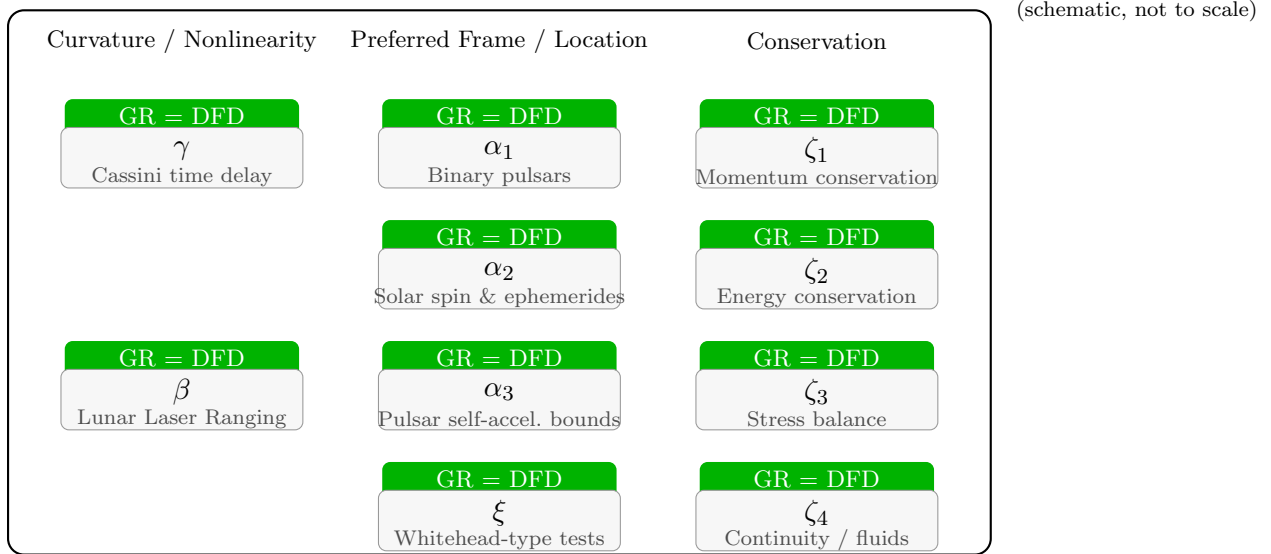 (schematic, not to scale)
Curvature / Nonlinearity
Preferred Frame / Location
Conservation
GR = DFD
γ
Cassini time delay
GR = DFD
α₁
Binary pulsars
GR = DFD
ζ₁
Momentum conservation
GR = DFD
α₂
Solar spin & ephemerides
GR = DFD
ζ₂
Energy conservation
GR = DFD
β
Lunar Laser Ranging
GR = DFD
α₃
Pulsar self-accel. bounds
GR = DFD
ζ₃
Stress balance
GR = DFD
ξ
Whitehead-type tests
GR = DFD
ζ₄
Continuity / fluids